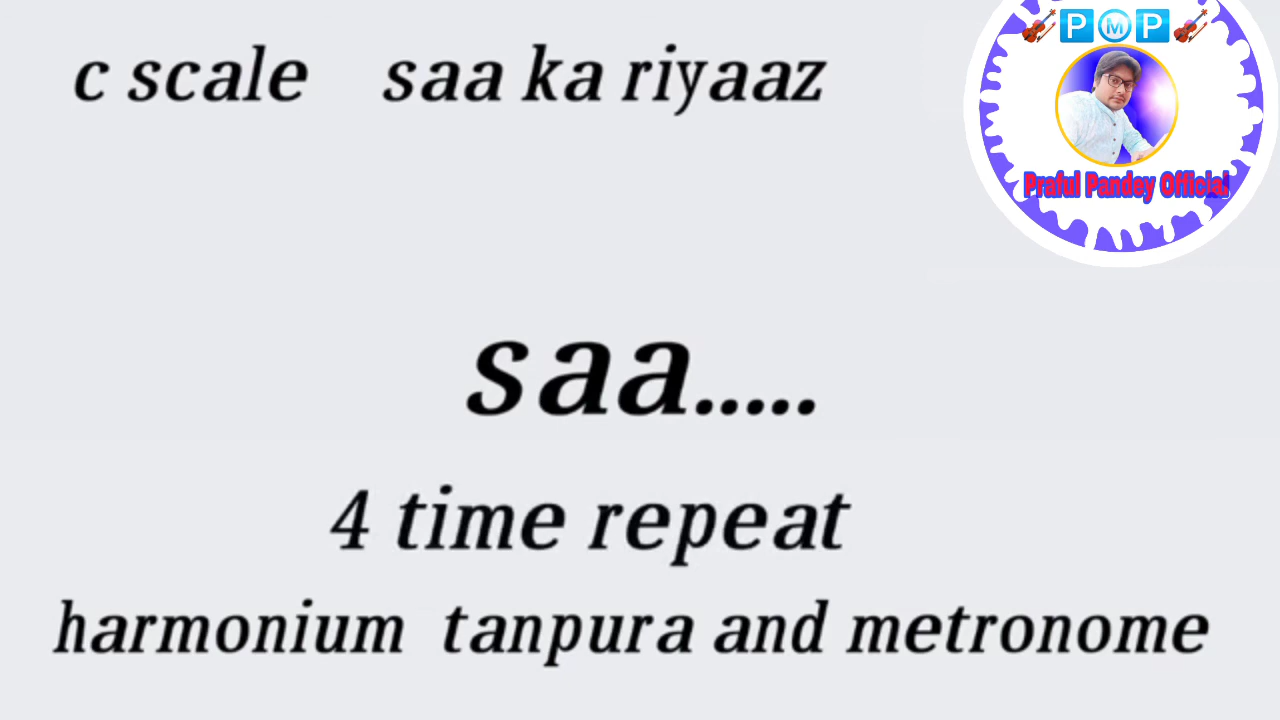 c scale saa ka riyaaz
🎻🅿Ⓜ🅿🎻
Praful Pandey Official
saa.....
4 time repeat
harmonium tanpura and metronome